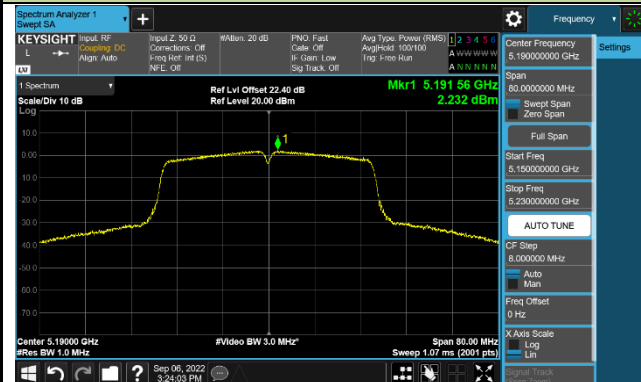 Spectrum Analyzer 1
Swept SA
+
Frequency
KEYSIGHT
L
LXI
Input: RF
Coupling: DC
Align: Auto
Input Z: 50 Ω
Corrections: Off
Freq Ref: Int (S)
NFE: Off
#Atten: 20 dB
PNO: Fast
Gate: Off
IF Gain: Low
Sig Track: Off
Avg Type: Power (RMS)
Avg|Hold: 100/100
Trig: Free Run
1 2 3 4 5 6
A W W W W W
A N N N N N
1 Spectrum
Scale/Div 10 dB
Log
Ref Lvl Offset 22.40 dB
Ref Level 20.00 dBm
Mkr1 5.191 56 GHz
2.232 dBm
10.0
0.00
10.0
20.0
30.0
40.0
50.0
60.0
70.0
1
Center 5.19000 GHz
#Res BW 1.0 MHz
#Video BW 3.0 MHz*
Span 80.00 MHz
Sweep 1.07 ms (2001 pts)
Sep 06, 2022
3:24:03 PM
Center Frequency
5.190000000 GHz
Settings
Span
80.0000000 MHz
Swept Span
Zero Span
Full Span
Start Freq
5.150000000 GHz
Stop Freq
5.230000000 GHz
AUTO TUNE
CF Step
8.000000 MHz
Auto
Man
Freq Offset
0 Hz
X Axis Scale
Log
Lin
Signal Track